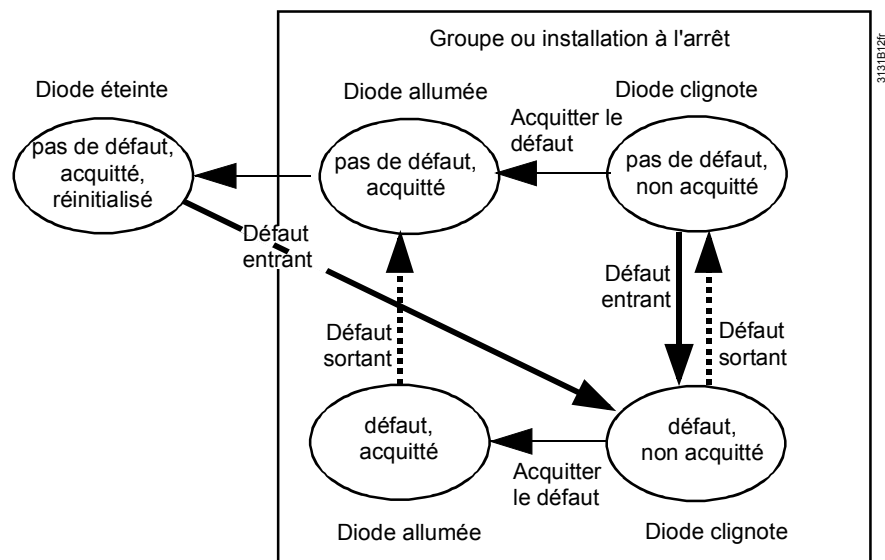 Groupe ou installation à l'arrêt
3131B12fr
Diode éteinte
Diode allumée
Diode clignote
pas de défaut,
acquitté,
réinitialisé
pas de défaut,
acquitté
Acquitter le
défaut
pas de défaut,
non acquitté
Défaut
entrant
Défaut
entrant
Défaut
sortant
Défaut
sortant
défaut,
acquitté
Acquitter
le défaut
défaut,
non acquitté
Diode allumée
Diode clignote